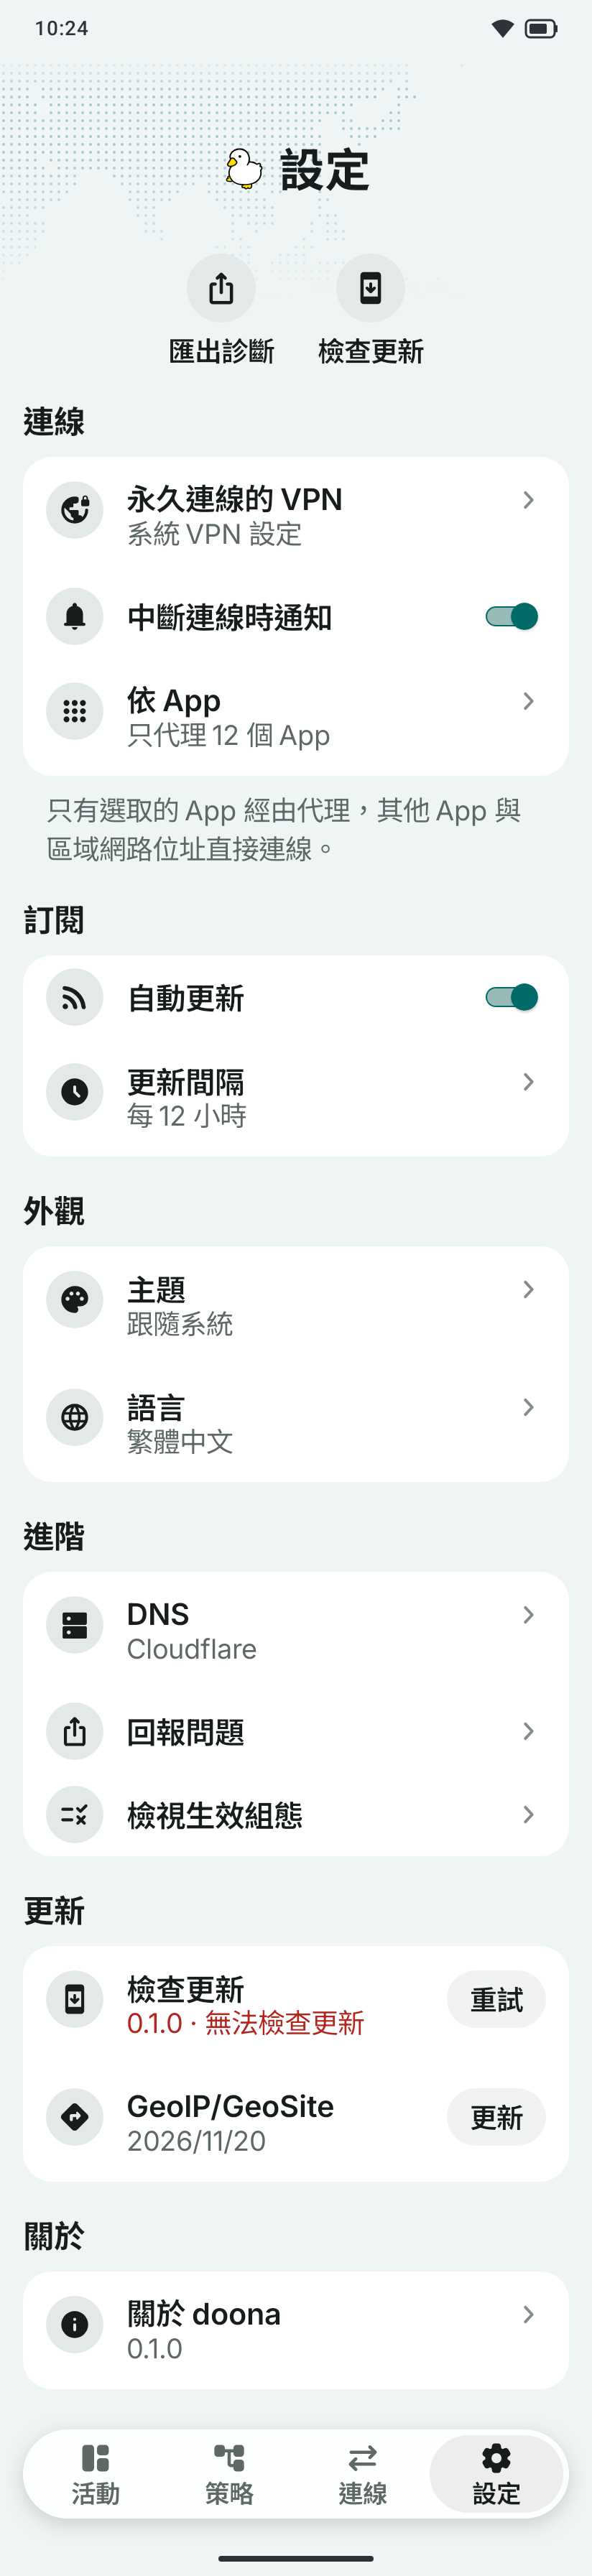 10:24
設定
匯出診斷
檢查更新
連線
永久連線的 VPN
系統 VPN 設定
中斷連線時通知
依 App
只代理 12 個 App
只有選取的 App 經由代理，其他 App 與
區域網路位址直接連線。
訂閱
自動更新
更新間隔
每 12 小時
外觀
主題
跟隨系統
語言
繁體中文
進階
DNS
Cloudflare
回報問題
檢視生效組態
更新
檢查更新
0.1.0 · 無法檢查更新
重試
GeoIP/GeoSite
2026/11/20
更新
關於
關於 doona
0.1.0
活動
策略
連線
設定